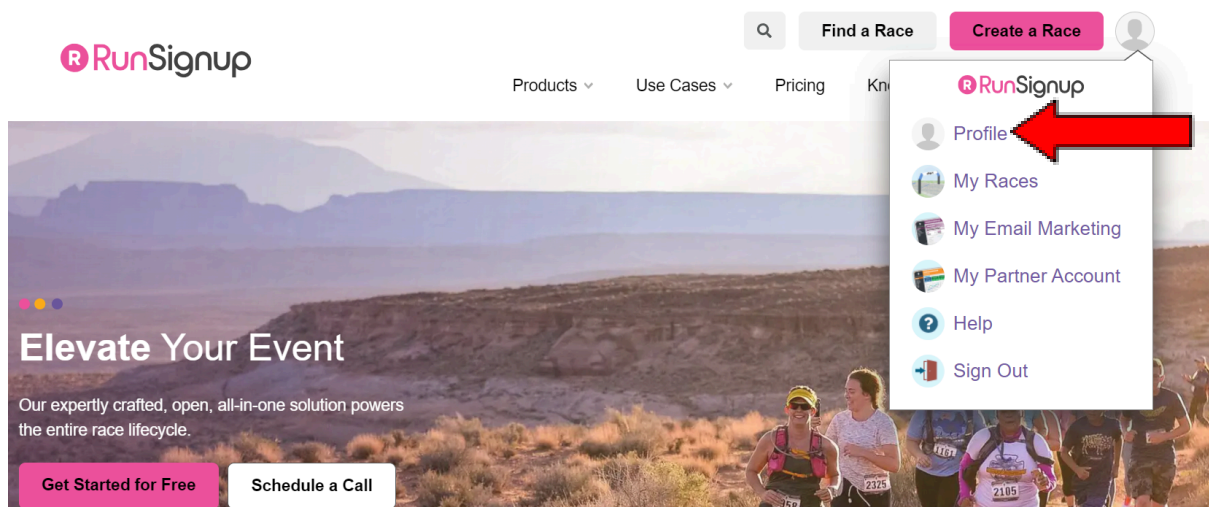 Find a Race
Create a Race
R RunSignup
Products
Use Cases
Pricing
Kn
R RunSignup
Profile
My Races
My Email Marketing
My Partner Account
?
Help
Sign Out
Elevate Your Event
Our expertly crafted, open, all-in-one solution powers
the entire race lifecycle.
Get Started for Free
Schedule a Call
1161
2325
2105